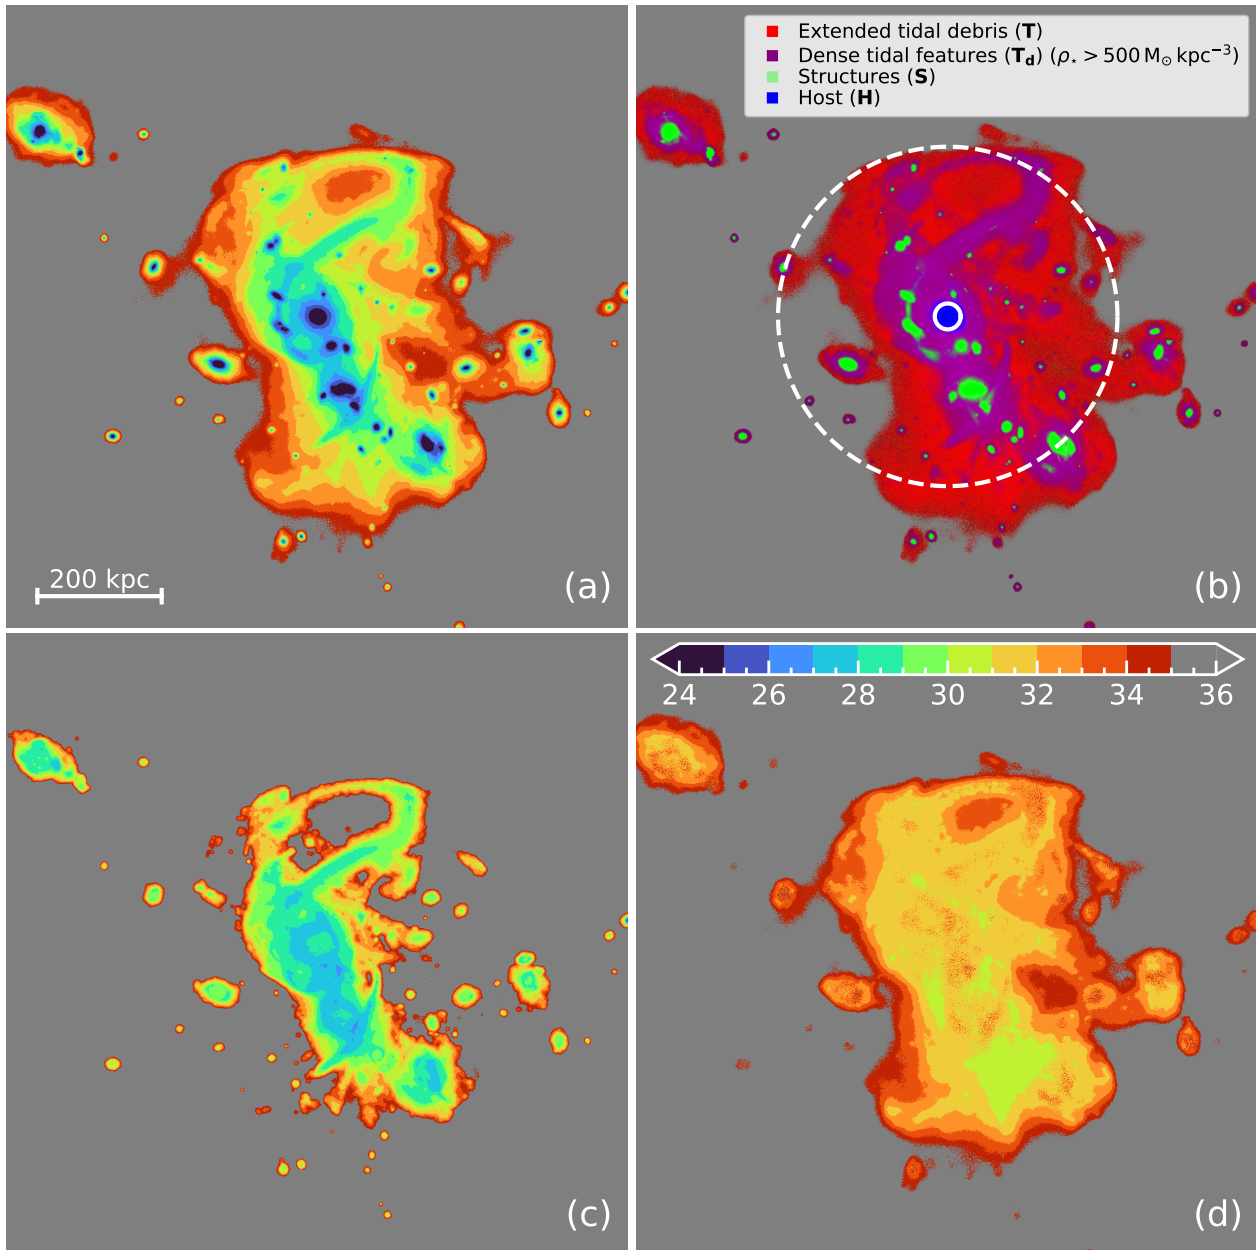 Extended tidal debris (T)
Dense tidal features (T_d) (ρ⋆ > 500 M⊙ kpc⁻³)
Structures (S)
Host (H)
200 kpc
(a)
(b)
24 26 28 30 32 34 36
(c)
(d)